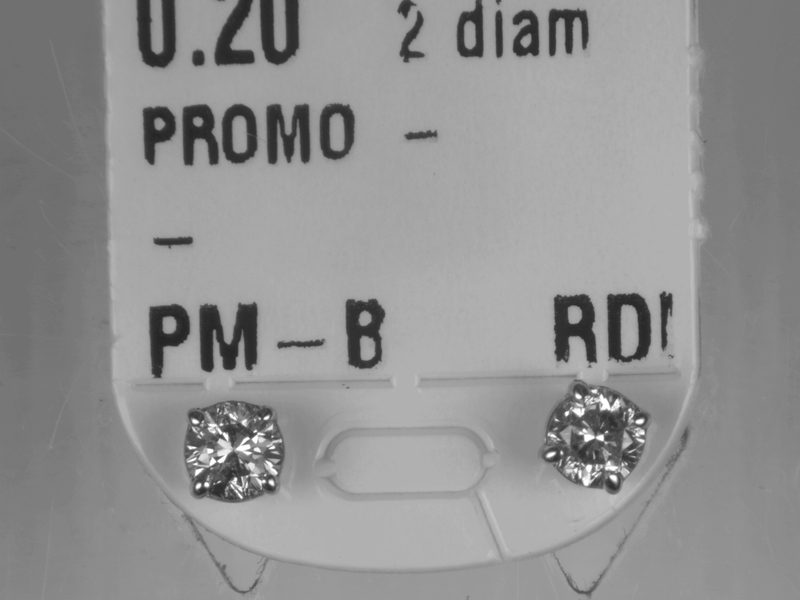 0.20 2 diam
PROMO -
-
PM - B RD